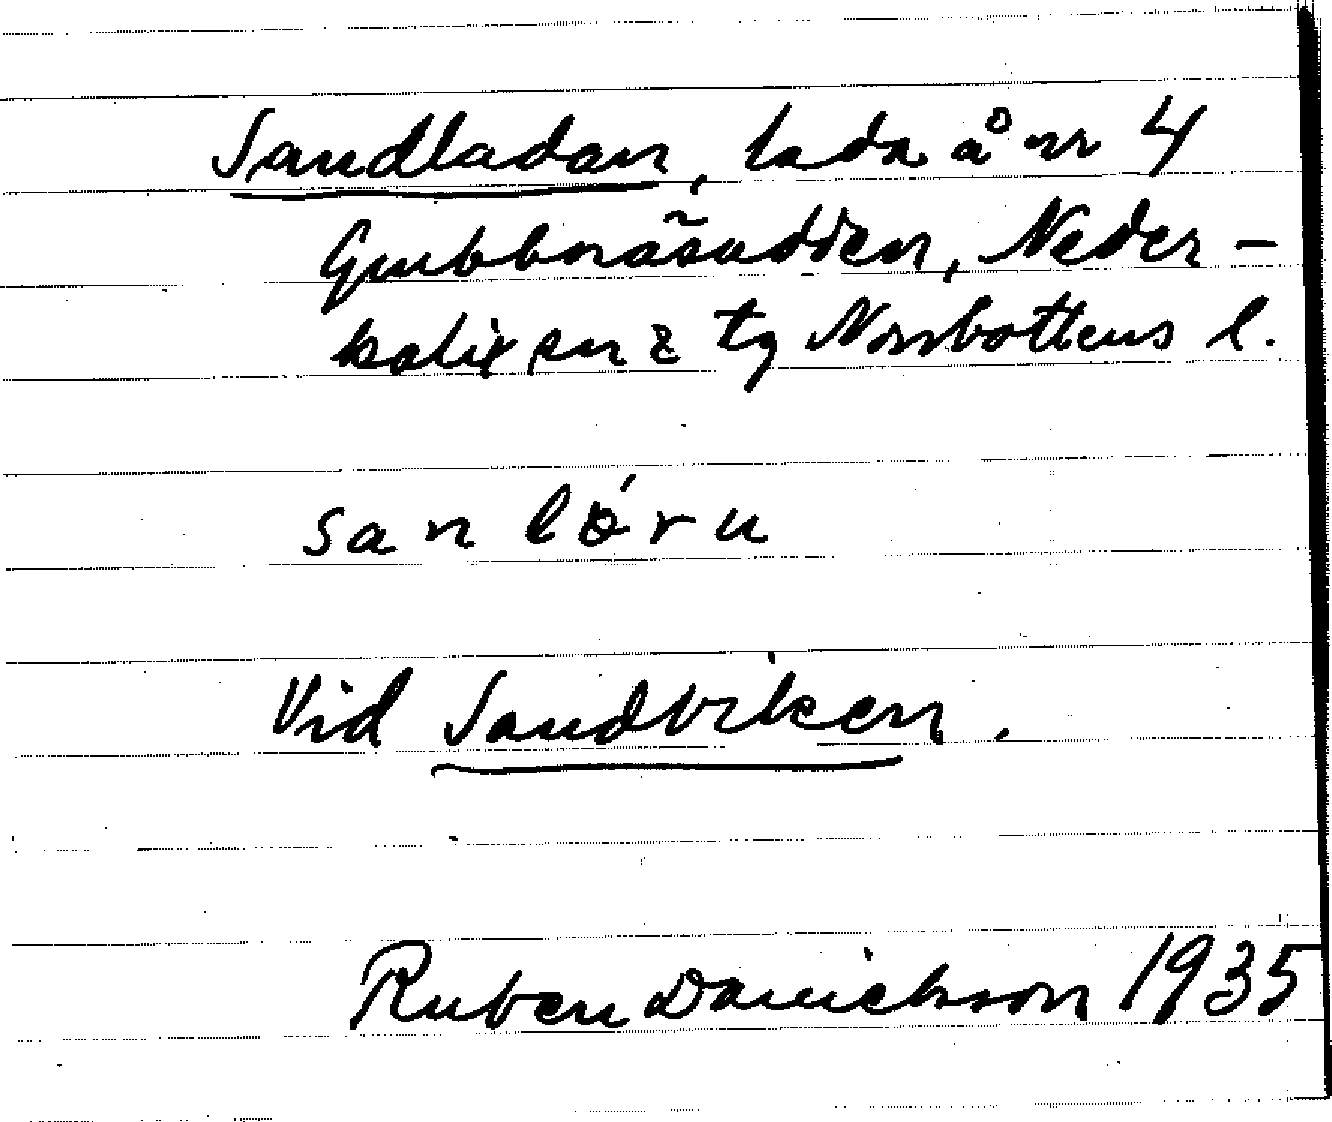 Sandladan, lada å nr 4
Gubbnäsudden, Neder-
kalix sn z tg Norrbottens l.
san lóru
Vid Sandviken.
Ruben Danielsson 1935